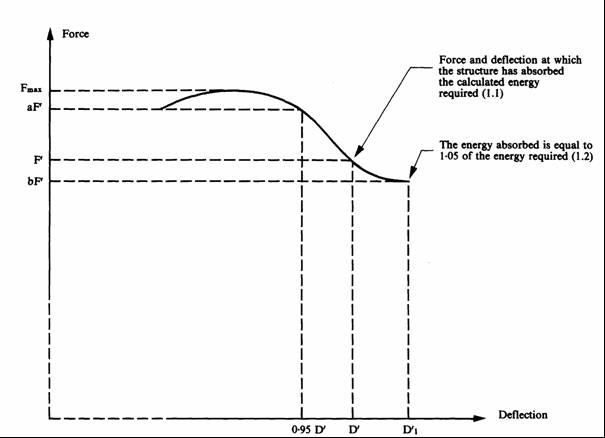 Force
Fmax
aF'
F'
bF'
Force and deflection at which
the structure has absorbed
the calculated energy
required (1.1)
The energy absorbed is equal to
1·05 of the energy required (1.2)
0·95 D'
D'
D'1
Deflection